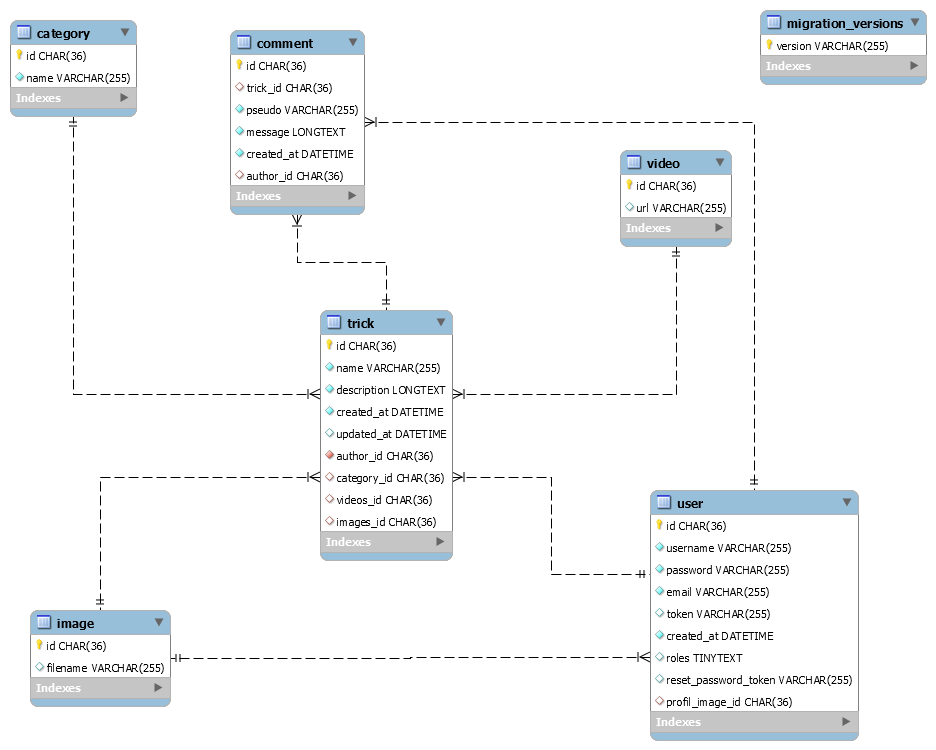 category
id CHAR(36)
name VARCHAR(255)
Indexes
comment
id CHAR(36)
trick_id CHAR(36)
pseudo VARCHAR(255)
message LONGTEXT
created_at DATETIME
author_id CHAR(36)
Indexes
migration_versions
version VARCHAR(255)
Indexes
video
id CHAR(36)
url VARCHAR(255)
Indexes
trick
id CHAR(36)
name VARCHAR(255)
description LONGTEXT
created_at DATETIME
updated_at DATETIME
author_id CHAR(36)
category_id CHAR(36)
videos_id CHAR(36)
images_id CHAR(36)
Indexes
user
id CHAR(36)
username VARCHAR(255)
password VARCHAR(255)
email VARCHAR(255)
token VARCHAR(255)
created_at DATETIME
roles TINYTEXT
reset_password_token VARCHAR(255)
profil_image_id CHAR(36)
Indexes
image
id CHAR(36)
filename VARCHAR(255)
Indexes